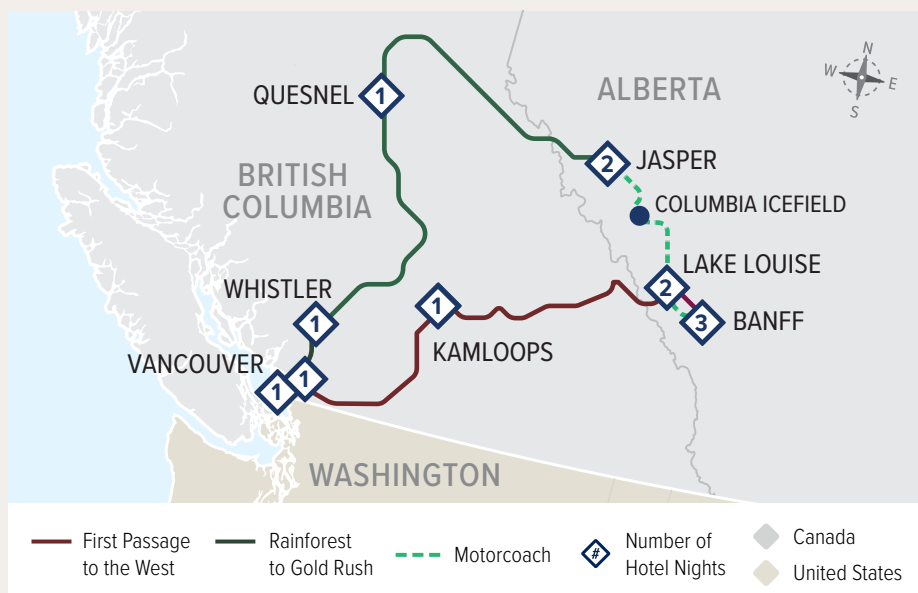 N
W
E
S
QUESNEL
1
ALBERTA
2
JASPER
BRITISH
COLUMBIA
COLUMBIA ICEFIELD
LAKE LOUISE
WHISTLER
2
1
1
3
BANFF
KAMLOOPS
VANCOUVER
1
1
WASHINGTON
First Passage
to the West
Rainforest
to Gold Rush
Motorcoach
#
Number of
Hotel Nights
Canada
United States